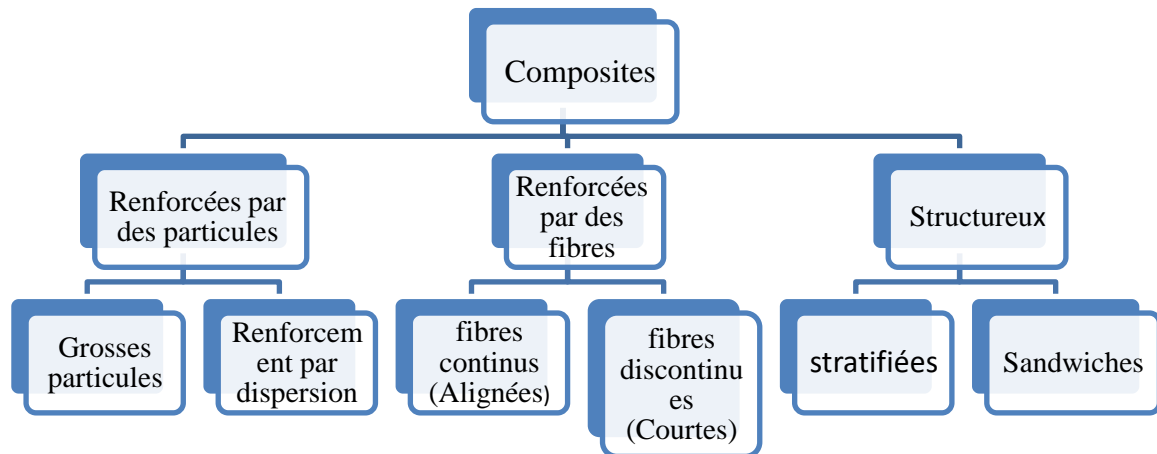 Composites
Renforcées par
des particules
Renforcées
par des
fibres
Structureux
Grosses
particules
Renforcem
ent par
dispersion
fibres
continus
(Alignées)
fibres
discontinu
es
(Courtes)
stratifiées
Sandwiches